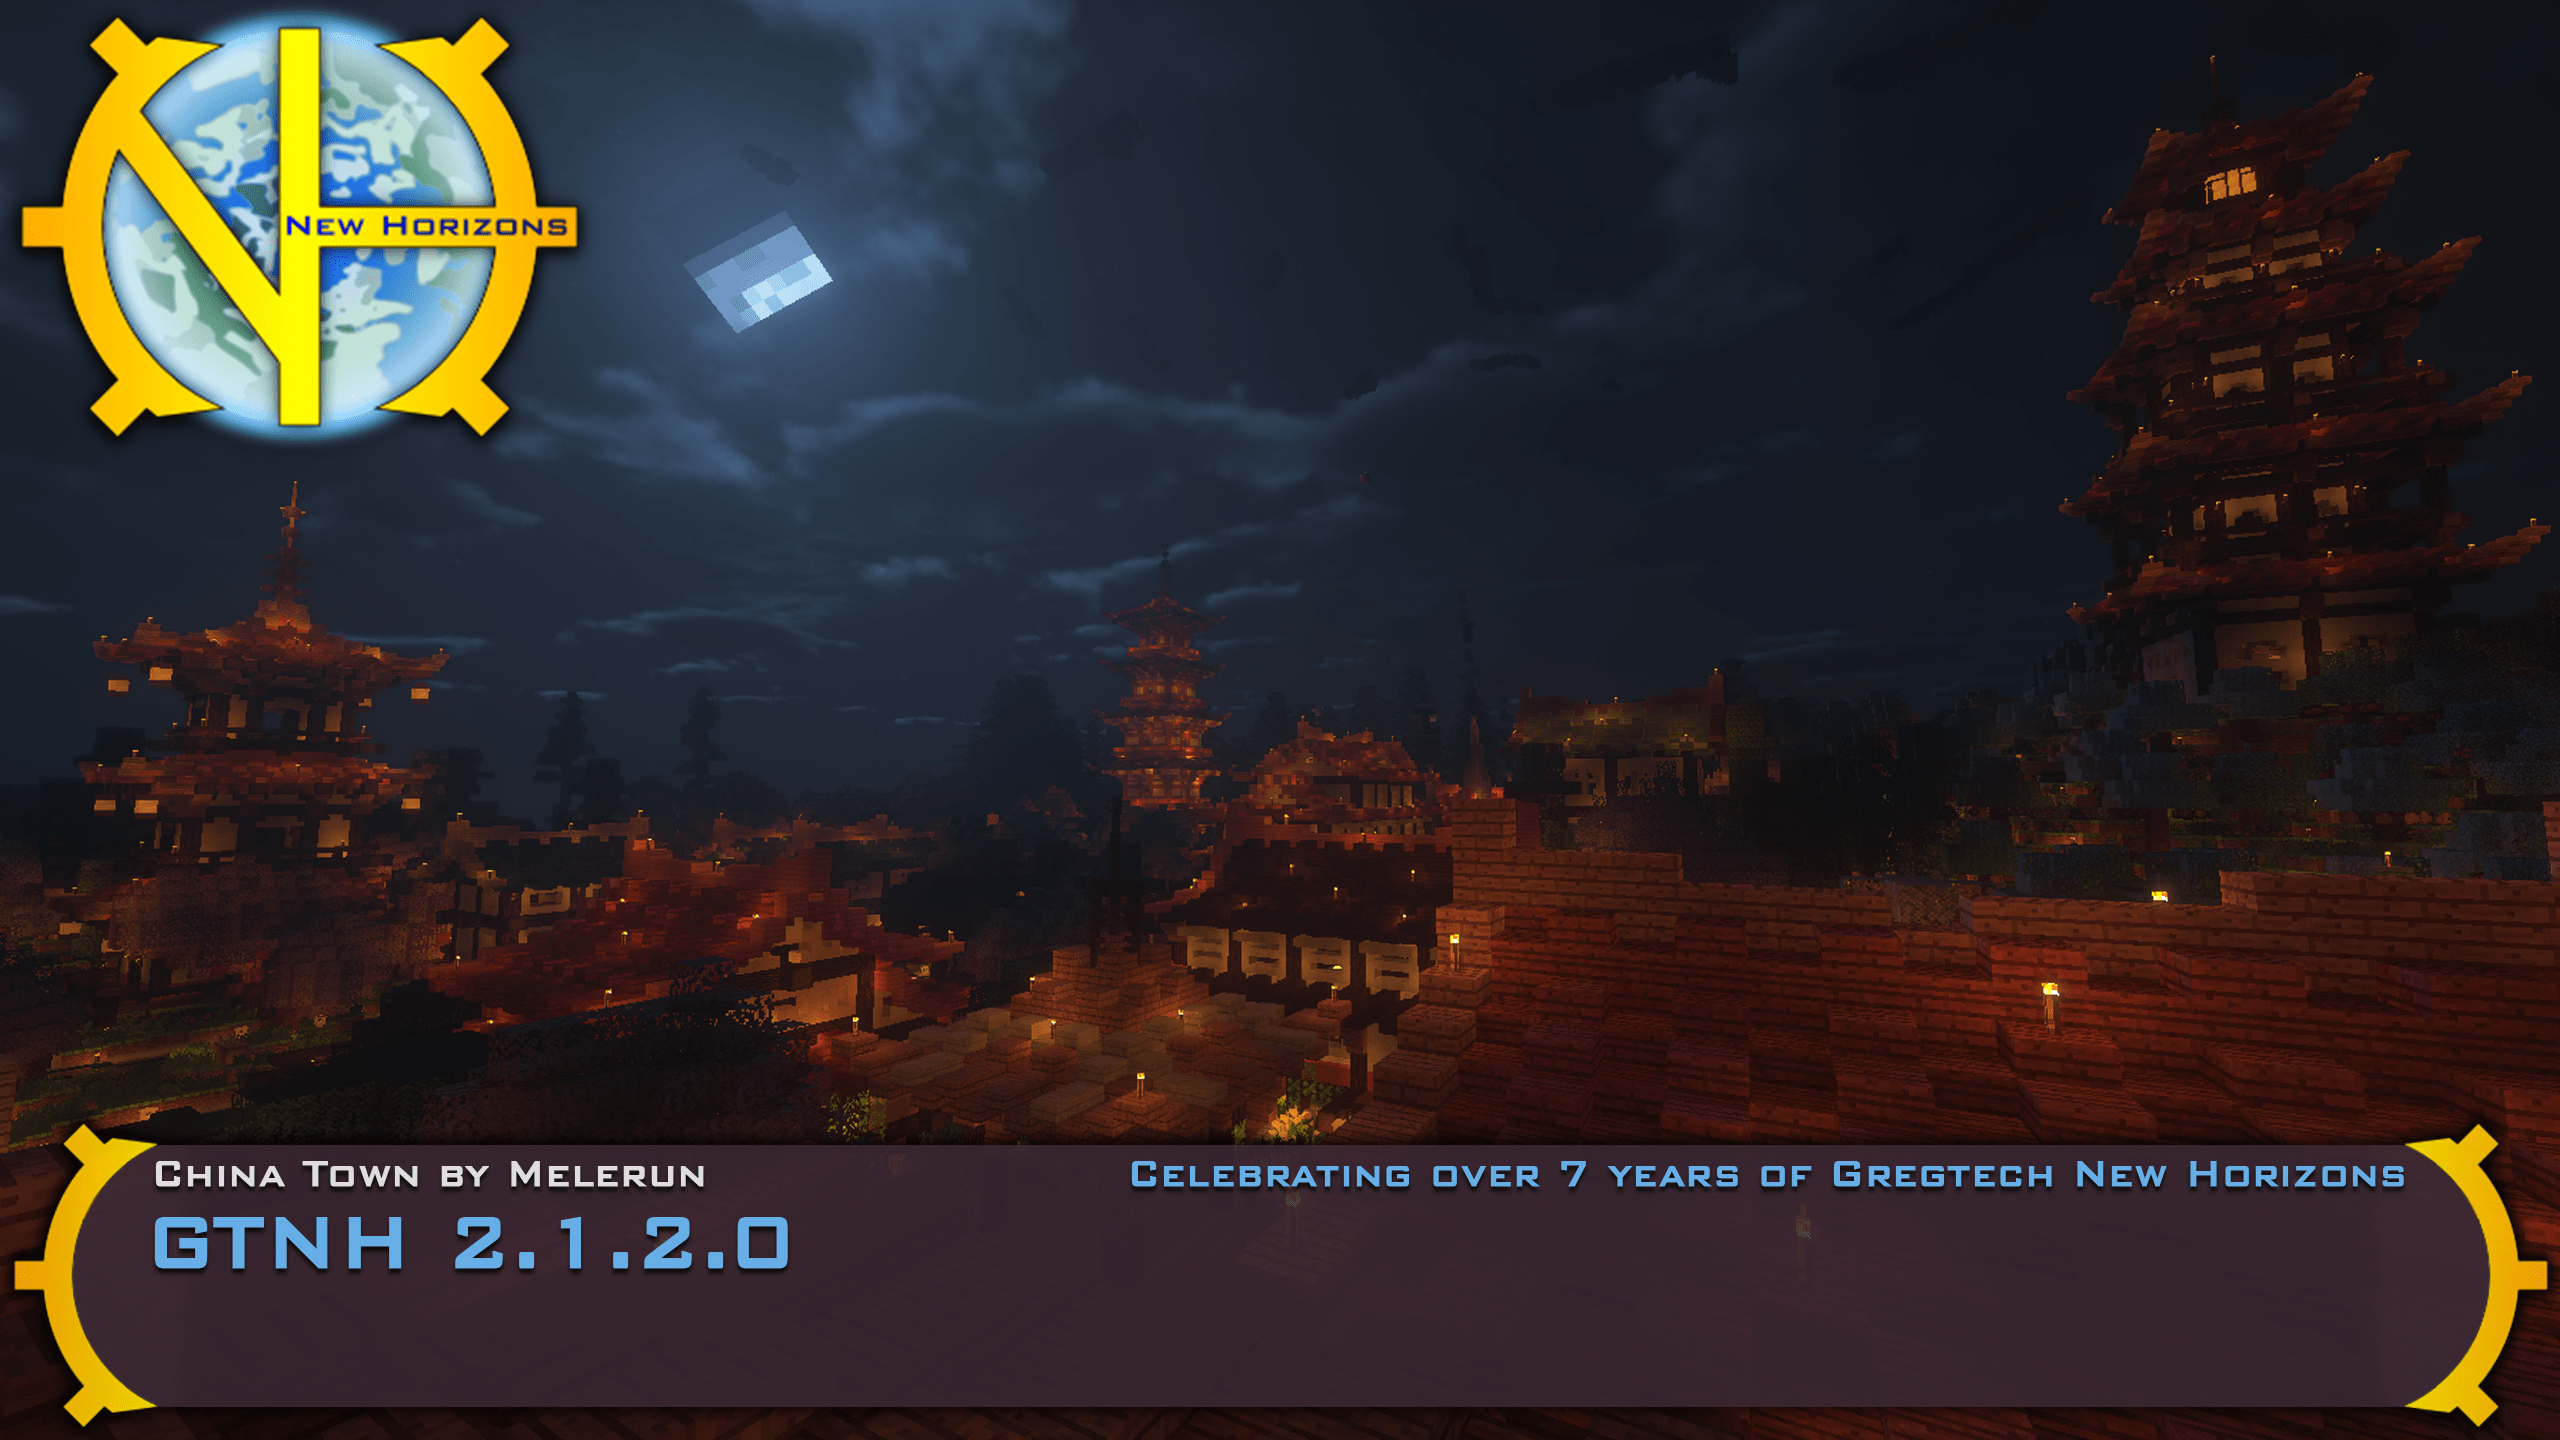 New Horizons
China Town by Melerun
Celebrating over 7 years of Gregtech New Horizons
GTNH 2.1.2.0